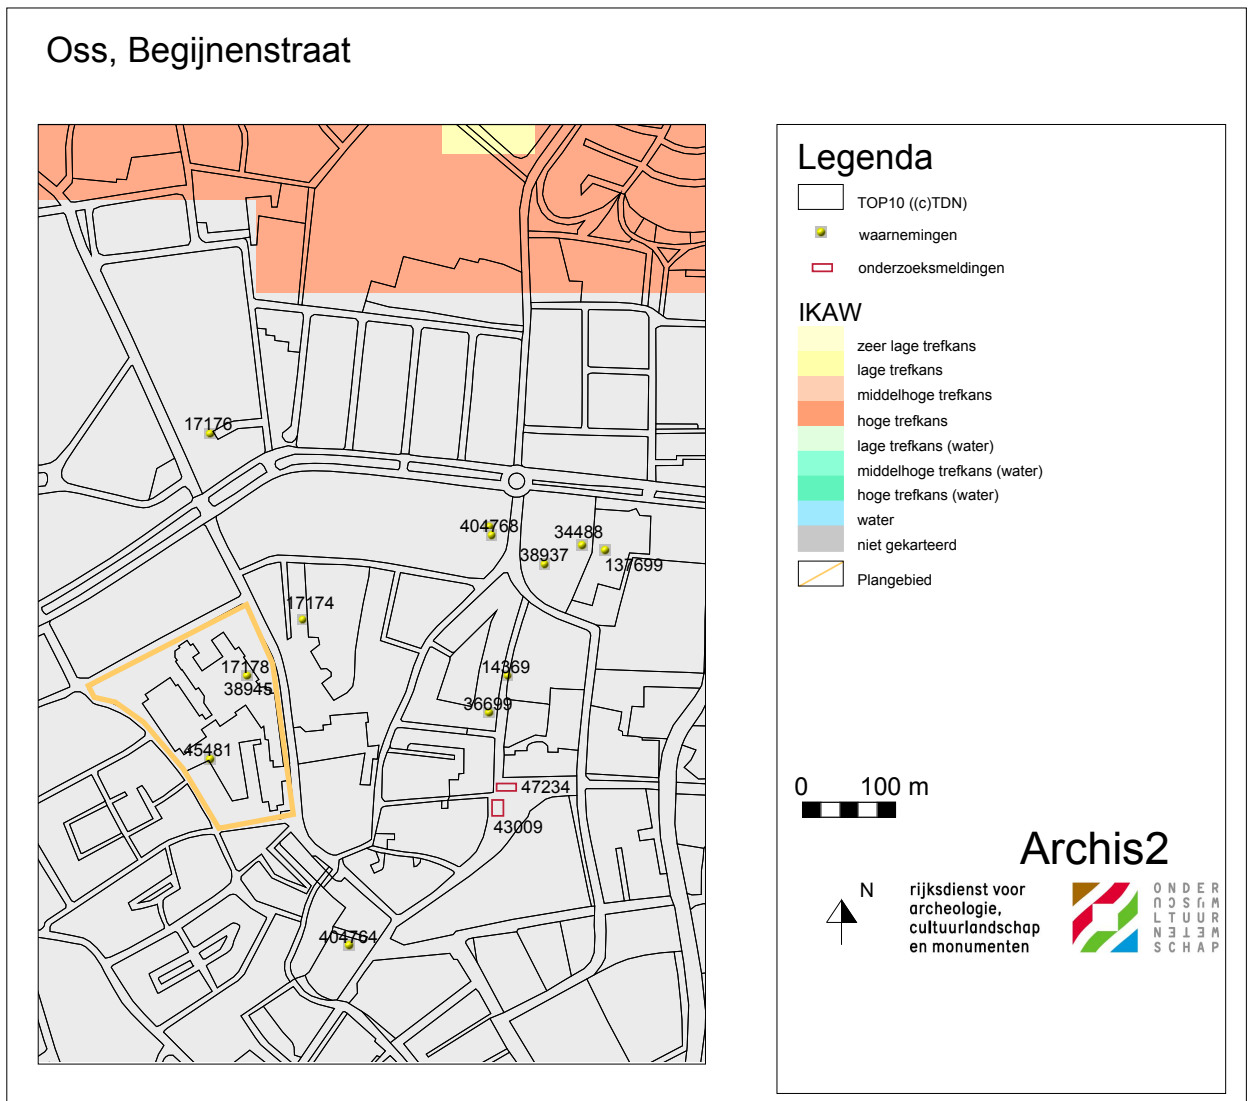 Oss, Begijnenstraat
17176
404768
34488
38937
137699
17174
17178
38945
14369
36699
45481
47234
43009
404764
Legenda
TOP10 ((c)TDN)
waarnemingen
onderzoeksmeldingen
IKAW
zeer lage trefkans
lage trefkans
middelhoge trefkans
hoge trefkans
lage trefkans (water)
middelhoge trefkans (water)
hoge trefkans (water)
water
niet gekarteerd
Plangebied
0 100 m
Archis2
N
rijksdienst voor
archeologie,
cultuurlandschap
en monumenten
ONDER
WIJSCU
LTUUR
ENWETEN
SCHAP